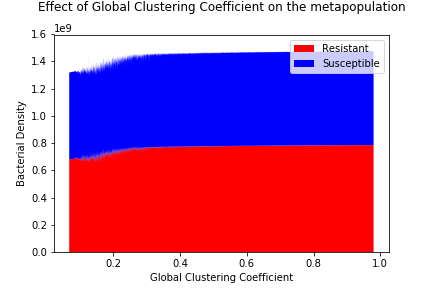 Effect of Global Clustering Coefficient on the metapopulation
1e9
1.6
1.4
1.2
1.0
0.8
0.6
0.4
0.2
0.0
Bacterial Density
Resistant
Susceptible
0.2 0.4 0.6 0.8 1.0
Global Clustering Coefficient